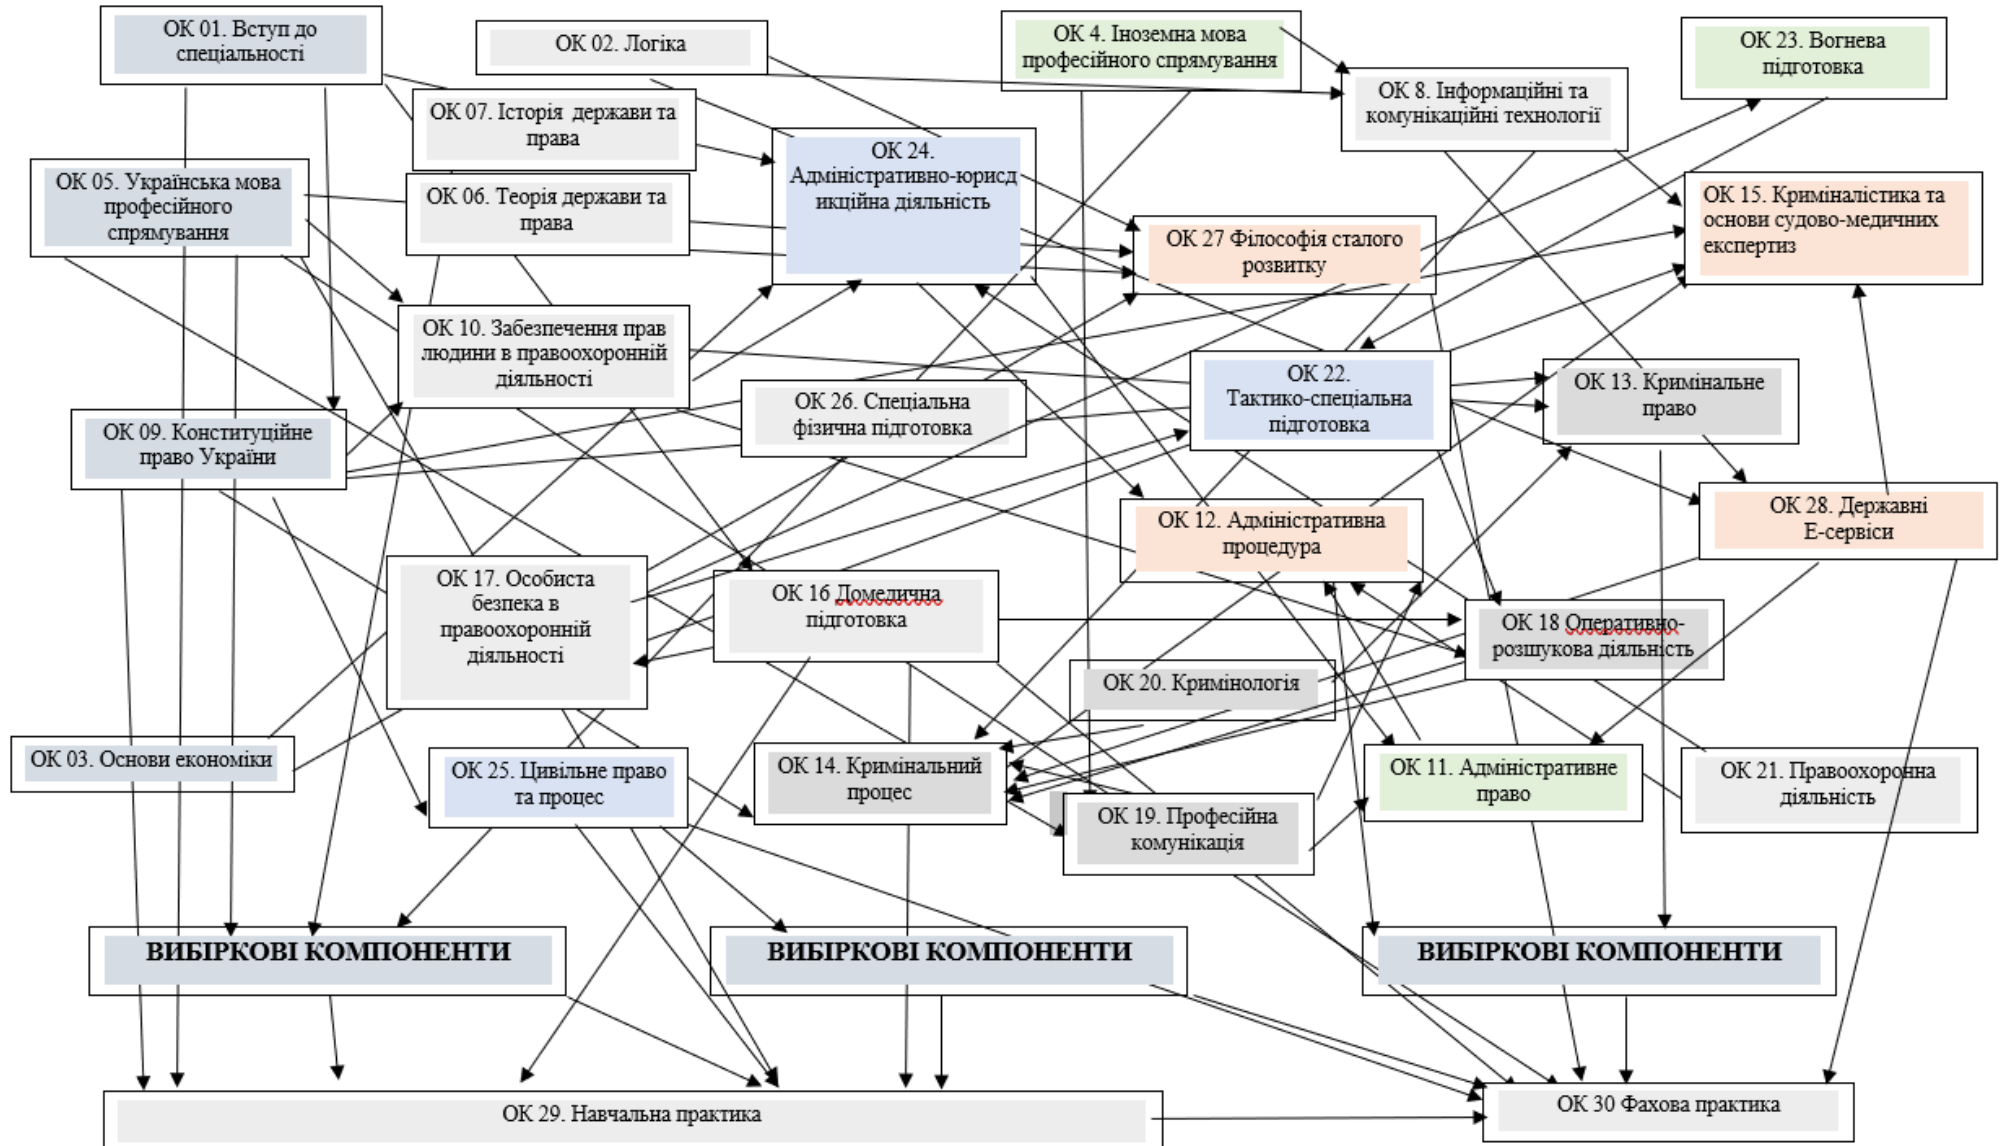 ОК 01. Вступ до
спеціальності
ОК 02. Логіка
ОК 4. Іноземна мова
професійного спрямування
ОК 23. Вогнева
підготовка
ОК 8. Інформаційні та
комунікаційні технології
ОК 07. Історія держави та
права
ОК 24.
Адміністративно-юрисд
икційна діяльність
ОК 05. Українська мова
професійного
спрямування
ОК 06. Теорія держави та
права
ОК 15. Криміналістика та
основи судово-медичних
експертиз
ОК 27 Філософія сталого
розвитку
ОК 10. Забезпечення прав
людини в правоохоронній
діяльності
ОК 22.
Тактико-спеціальна
підготовка
ОК 13. Кримінальне
право
ОК 26. Спеціальна
фізична підготовка
ОК 09. Конституційне
право України
ОК 28. Державні
Е-сервіси
ОК 12. Адміністративна
процедура
ОК 17. Особиста
безпека в
правоохоронній
діяльності
ОК 16 Домедична
підготовка
ОК 18 Оперативно-
розшукова діяльність
ОК 20. Кримінологія
ОК 03. Основи економіки
ОК 25. Цивільне право
та процес
ОК 14. Кримінальний
процес
ОК 11. Адміністративне
право
ОК 21. Правоохоронна
діяльність
ОК 19. Професійна
комунікація
ВИБІРКОВІ КОМПОНЕНТИ
ВИБІРКОВІ КОМПОНЕНТИ
ВИБІРКОВІ КОМПОНЕНТИ
ОК 29. Навчальна практика
ОК 30 Фахова практика